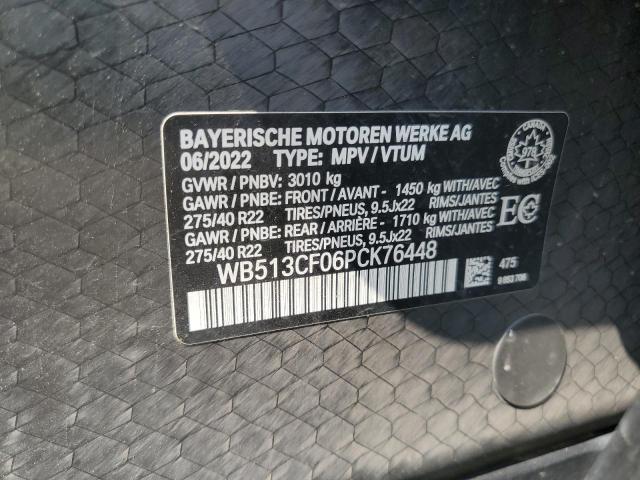 BAYERISCHE MOTOREN WERKE AG
06/2022 TYPE: MPV / VTUM
GVWR / PNBV: 3010 kg
GAWR / PNBE: FRONT / AVANT - 1450 kg WITH/AVEC
275/40 R22 TIRES/PNEUS, 9.5Jx22 RIMS/JANTES
GAWR / PNBE: REAR / ARRIÈRE - 1710 kg WITH/AVEC
275/40 R22 TIRES/PNEUS, 9.5Jx22 RIMS/JANTES
WB513CF06PCK76448
CANADA
978
EC
475